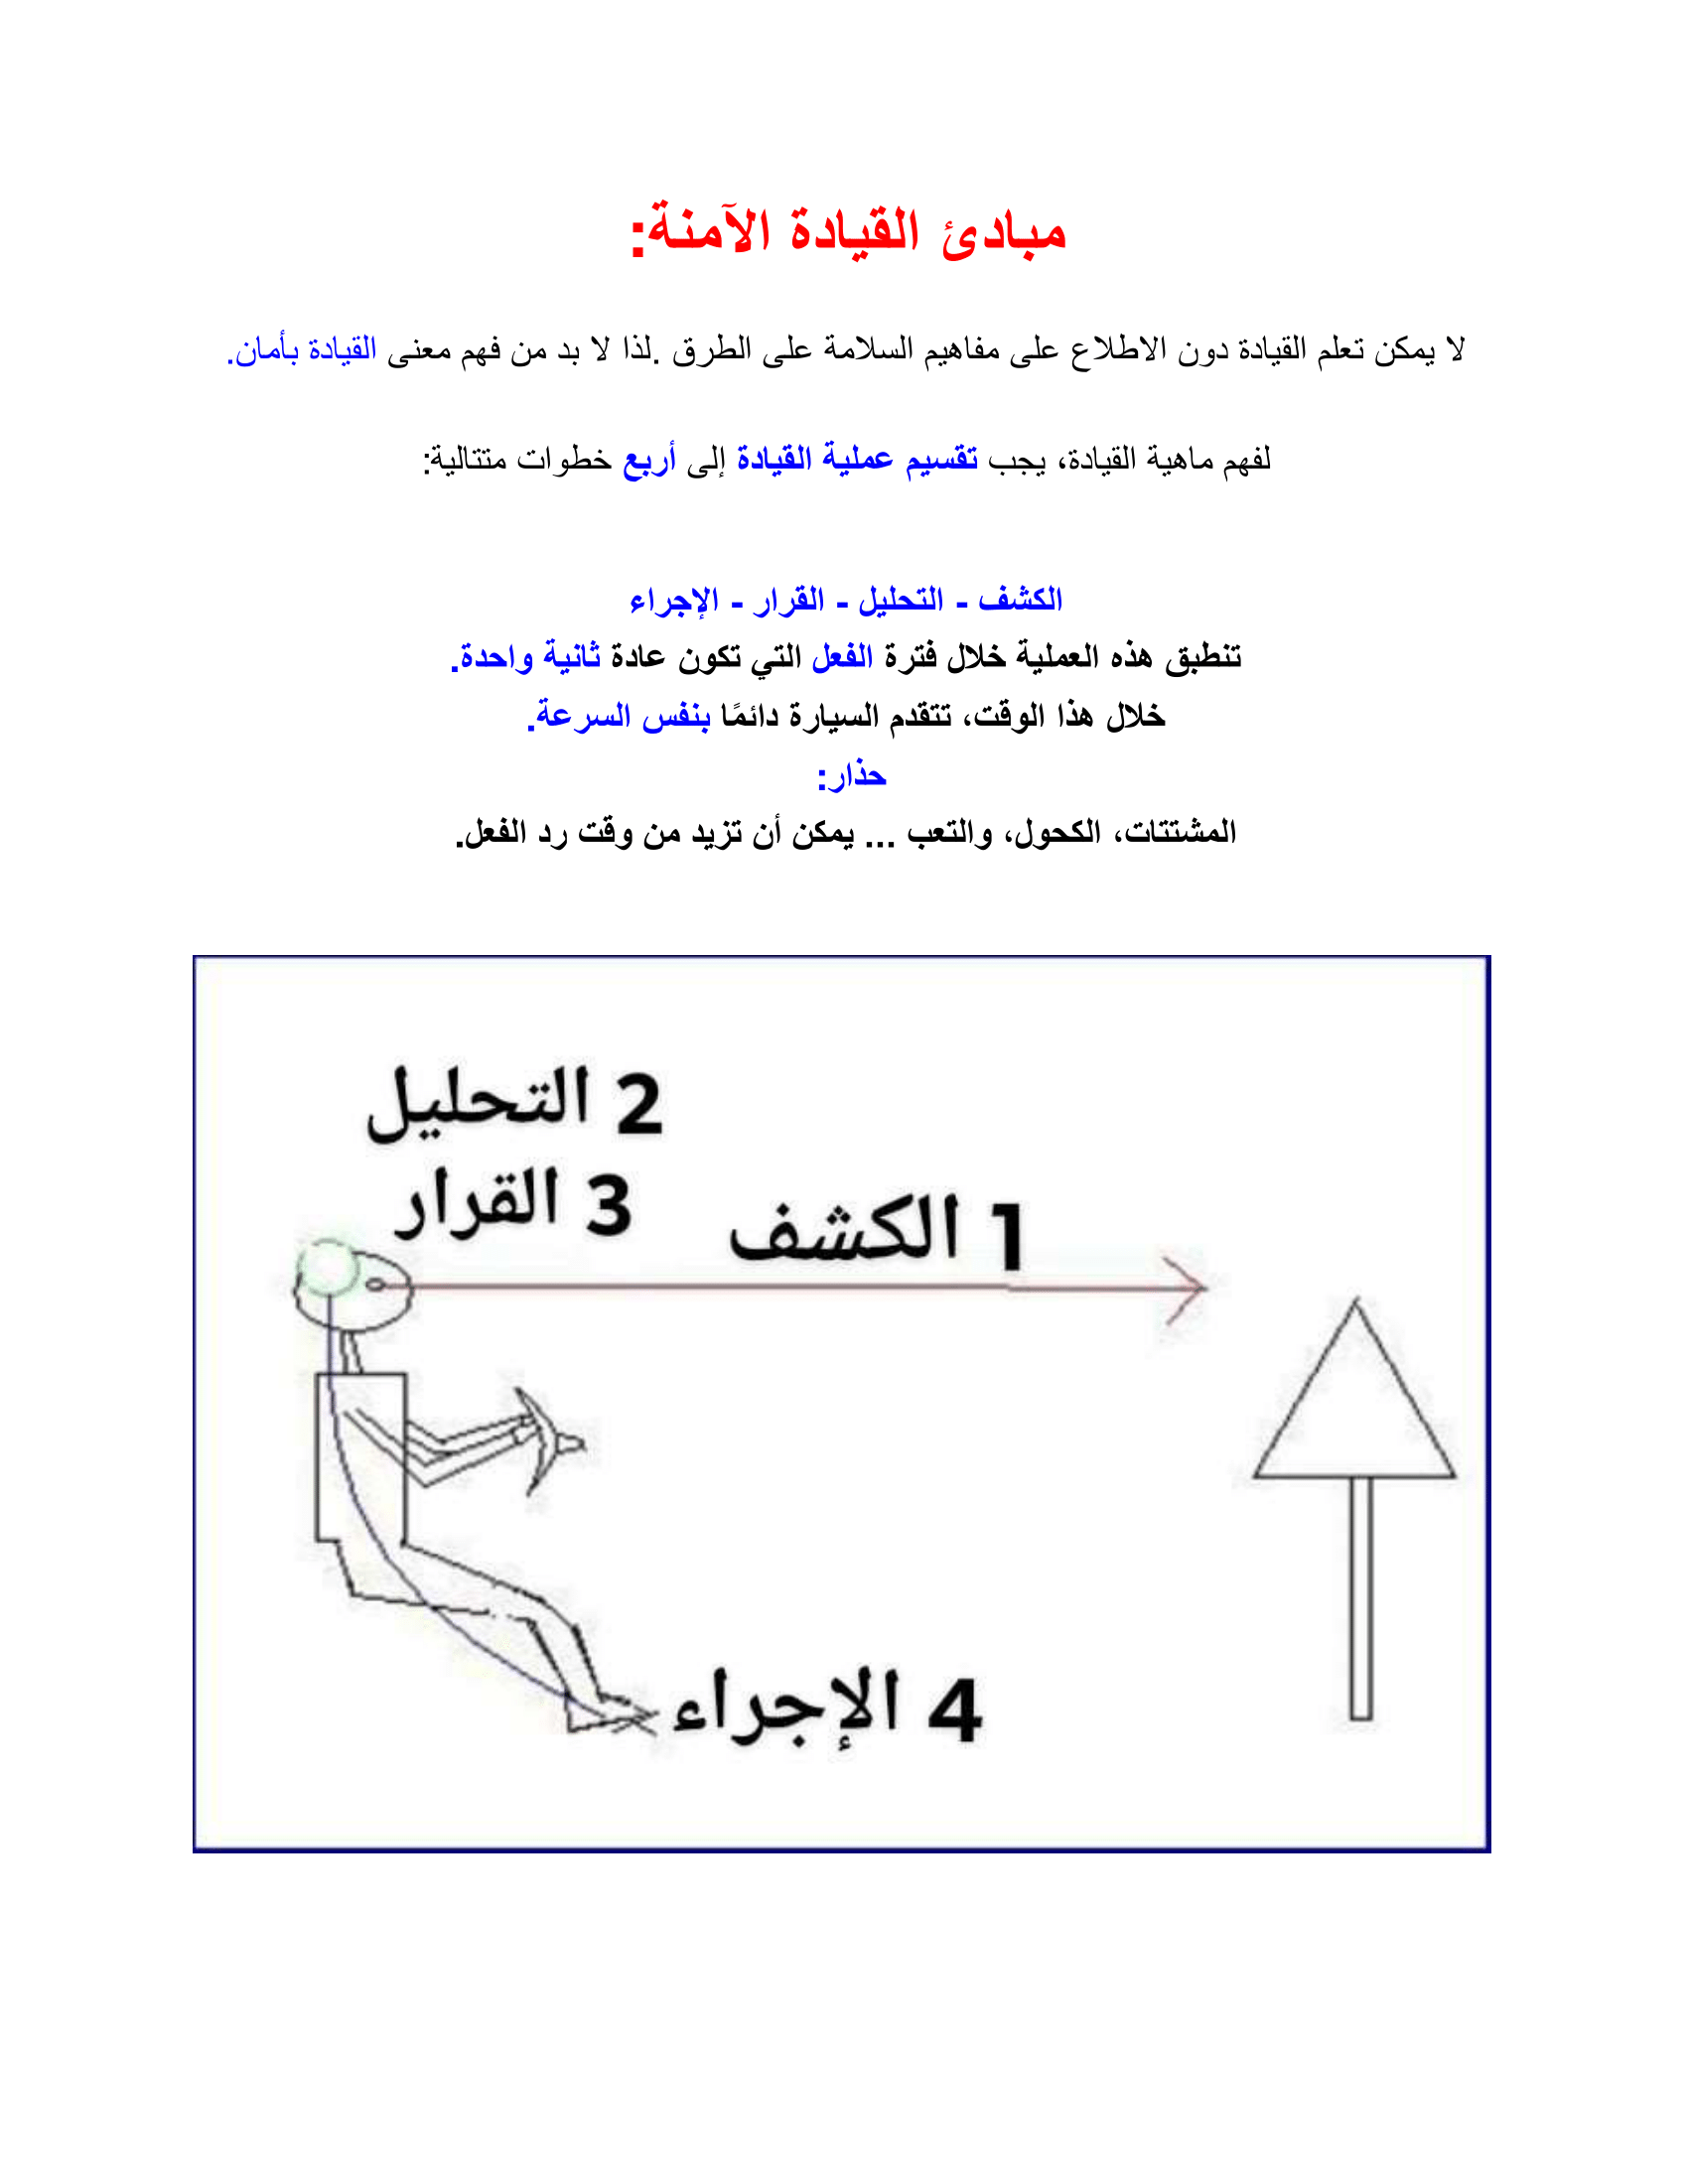 مبادئ القيادة الآمنة:
لا يمكن تعلم القيادة دون الاطلاع على مفاهيم السلامة على الطرق .لذا لا بد من فهم معنى القيادة بأمان.
لفهم ماهية القيادة، يجب تقسيم عملية القيادة إلى أربع خطوات متتالية:
الكشف - التحليل - القرار - الإجراء
تنطبق هذه العملية خلال فترة الفعل التي تكون عادة ثانية واحدة.
خلال هذا الوقت، تتقدم السيارة دائمًا بنفس السرعة.
حذار:
المشتتات، الكحول، والتعب ... يمكن أن تزيد من وقت رد الفعل.
2 التحليل
3 القرار
1 الكشف
4 الإجراء